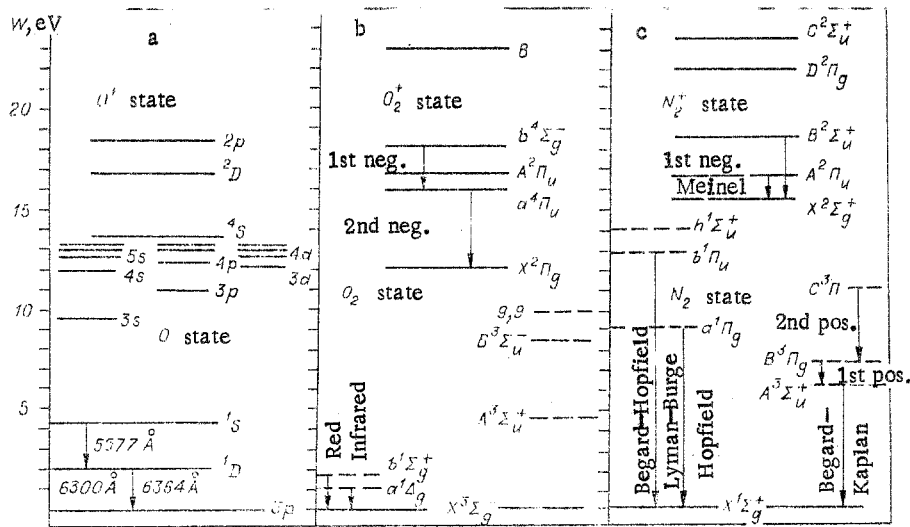 W, eV
20
15
10
5
0
a
state
2p
²D
⁴S
5s
4s
3s
4p
3p
4d
3d
O state
¹S
5577 Å
¹D
6300 Å
6364 Å
³p
b
B
O₂⁺ state
b⁴Σg⁻
1st neg.
A²Πu
a⁴Πu
2nd neg.
X²Πg
O₂ state
9,9
B³Σu⁻
A³Σu⁺
Red
Infrared
b¹Σg⁺
a¹Δg
X³Σg⁻
c
C²Σu⁺
D²Πg
N₂⁺ state
B²Σu⁺
1st neg.
A²Πu
Meinel
X²Σg⁺
h¹Σu⁺
b¹Πu
N₂ state
C³Π
a¹Πg
2nd pos.
B³Πg
1st pos.
A³Σu⁺
Begard—Hopfield
Lyman—Burge
Hopfield
Begard—
Kaplan
X¹Σg⁺